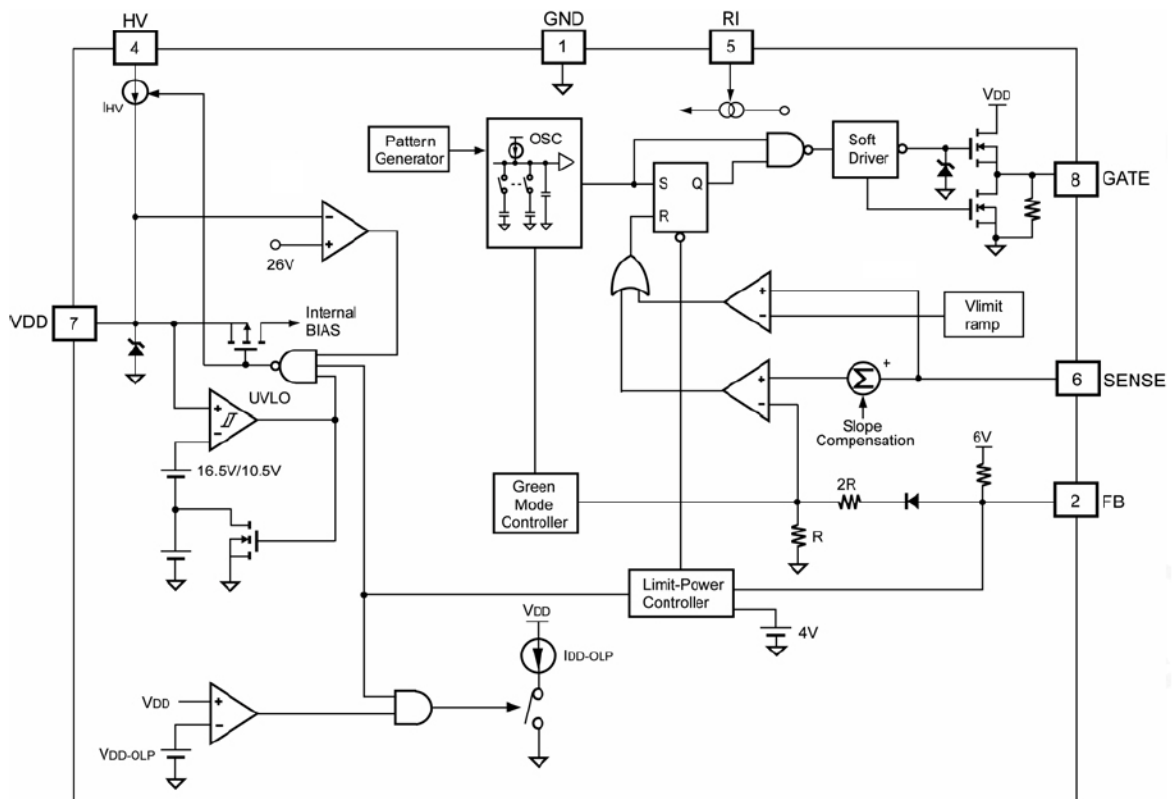 HV
4
GND
1
RI
5
IHV
Pattern
Generator
OSC
S
Q
R
Soft
Driver
VDD
8
GATE
-
+
26V
VDD
7
Internal
BIAS
UVLO
+
-
16.5V/10.5V
+
-
Vlimit
ramp
+
-
Σ
+
Slope
Compensation
6
SENSE
6V
2R
R
2
FB
Green
Mode
Controller
Limit-Power
Controller
4V
VDD
IDD-OLP
VDD
+
-
VDD-OLP